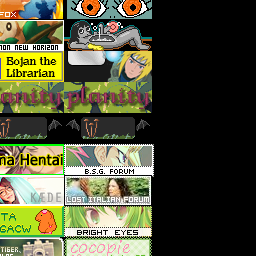 FOX
MON NEW HORIZON
Bojan the
Librarian
planity planity
na Hentai
B.S.G. FORUM
KEDE
LOST ITALIAN FORUM
TA
GACW
BRIGHT EYES
TIGER,
cocopie